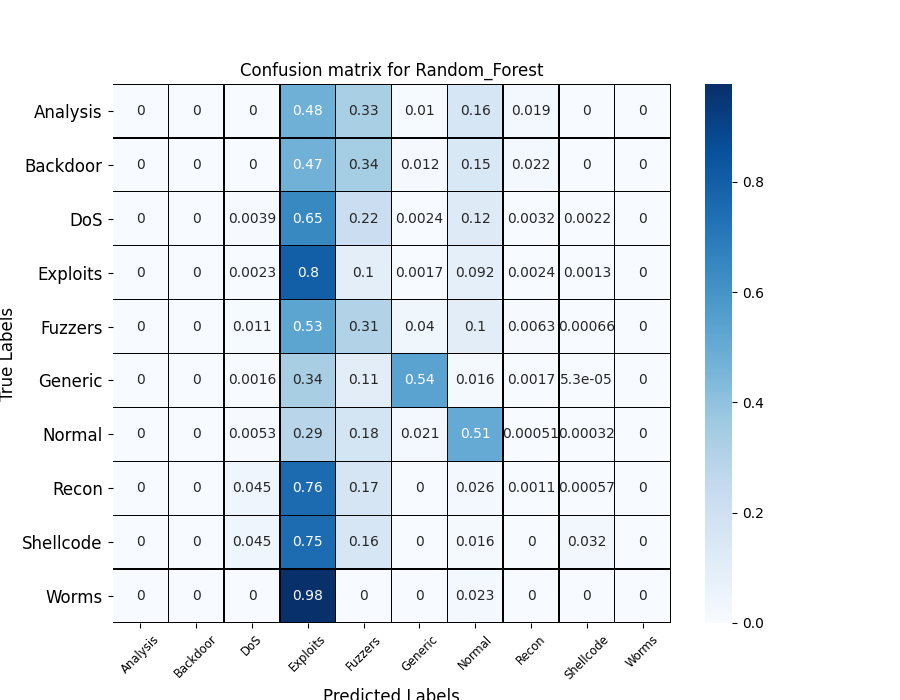 Confusion matrix for Random_Forest
Analysis 0 0 0 0.48 0.33 0.01 0.16 0.019 0 0
Backdoor 0 0 0 0.47 0.34 0.012 0.15 0.022 0 0
DoS 0 0 0.0039 0.65 0.22 0.0024 0.12 0.0032 0.0022 0
Exploits 0 0 0.0023 0.8 0.1 0.0017 0.092 0.0024 0.0013 0
Fuzzers 0 0 0.011 0.53 0.31 0.04 0.1 0.0063 0.00066 0
Generic 0 0 0.0016 0.34 0.11 0.54 0.016 0.0017 5.3e-05 0
Normal 0 0 0.0053 0.29 0.18 0.021 0.51 0.00051 0.00032 0
Recon 0 0 0.045 0.76 0.17 0 0.026 0.0011 0.00057 0
Shellcode 0 0 0.045 0.75 0.16 0 0.016 0 0.032 0
Worms 0 0 0 0.98 0 0 0.023 0 0 0
Analysis Backdoor DoS Exploits Fuzzers Generic Normal Recon Shellcode Worms
True Labels
Predicted Labels
0.8
0.6
0.4
0.2
0.0